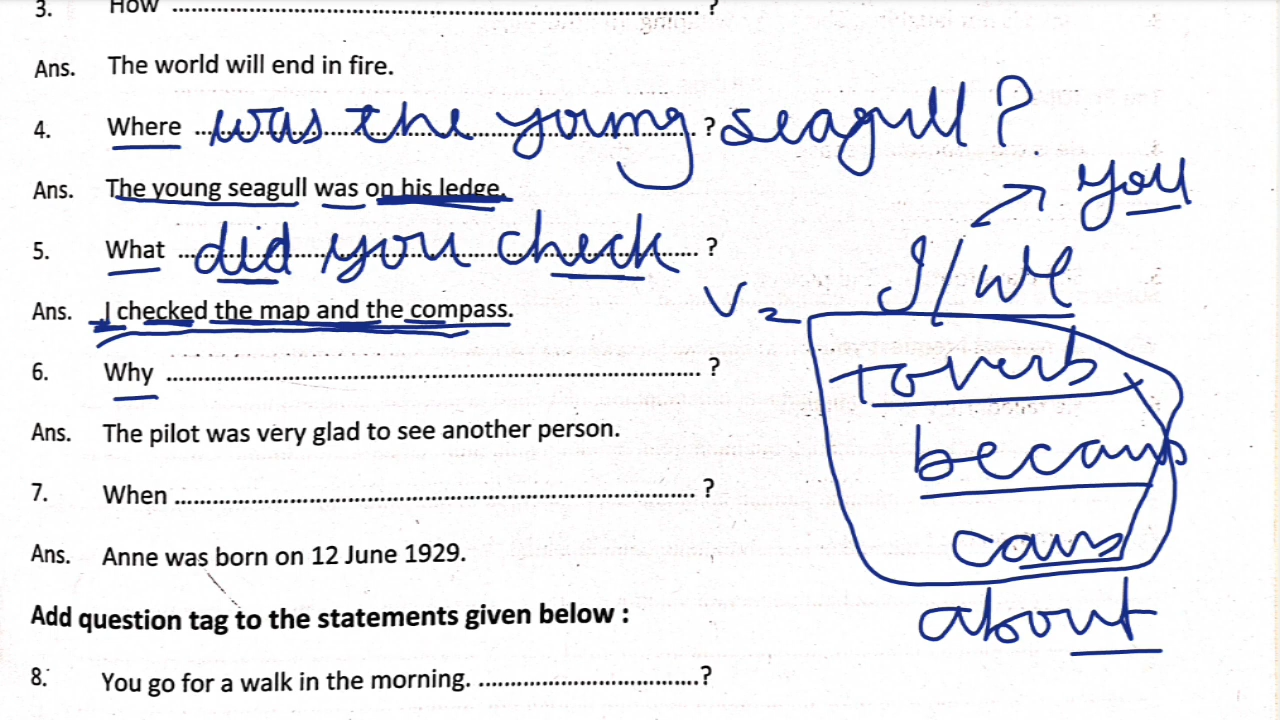 3. How ........................................................................ ?
Ans. The world will end in fire.
4. Where was the young seagull? ?
Ans. The young seagull was on his ledge.
you
5. What did you check ?
I/we
Ans. I checked the map and the compass.
V2
to verb
6. Why ........................................................................ ?
Ans. The pilot was very glad to see another person.
becaus
7. When ........................................................................ ?
Ans. Anne was born on 12 June 1929.
caus
about
Add question tag to the statements given below :
8. You go for a walk in the morning. ..............................?